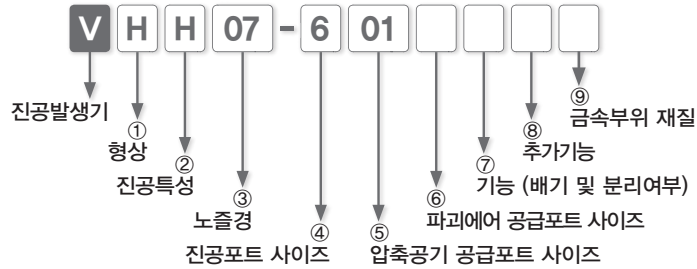 V H H 07 - 6 01
진공발생기
① 형상
② 진공특성
③ 노즐경
④ 진공포트 사이즈
⑤ 압축공기 공급포트 사이즈
⑥ 파괴에어 공급포트 사이즈
⑦ 기능 (배기 및 분리여부)
⑧ 추가기능
⑨ 금속부위 재질